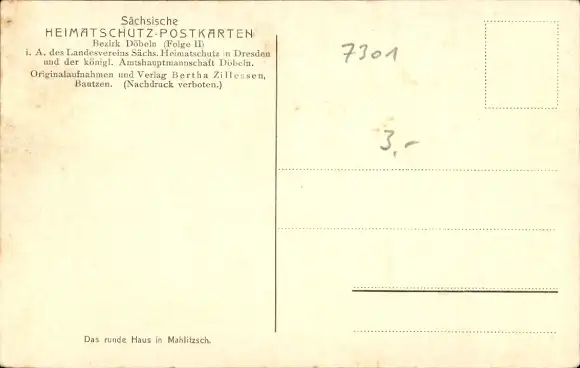 Sächsische
HEIMATSCHUTZ-POSTKARTEN
Bezirk Döbeln (Folge II)
i. A. des Landesvereins Sächs. Heimatschutz in Dresden
und der königl. Amtshauptmannschaft Döbeln.
Originalaufnahmen und Verlag Bertha Zillessen,
Bautzen. (Nachdruck verboten.)
7301
3,-
Das runde Haus in Mahlitzsch.